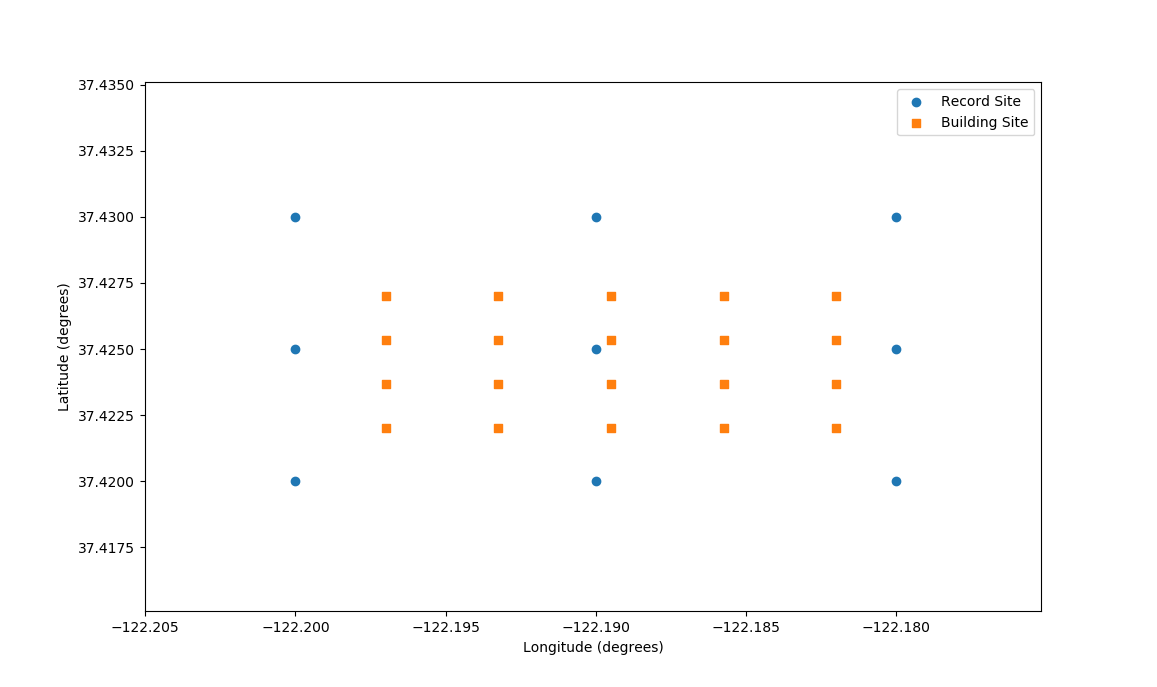 37.4350
37.4325
37.4300
37.4275
37.4250
37.4225
37.4200
37.4175
Latitude (degrees)
Record Site
Building Site
−122.205 −122.200 −122.195 −122.190 −122.185 −122.180
Longitude (degrees)